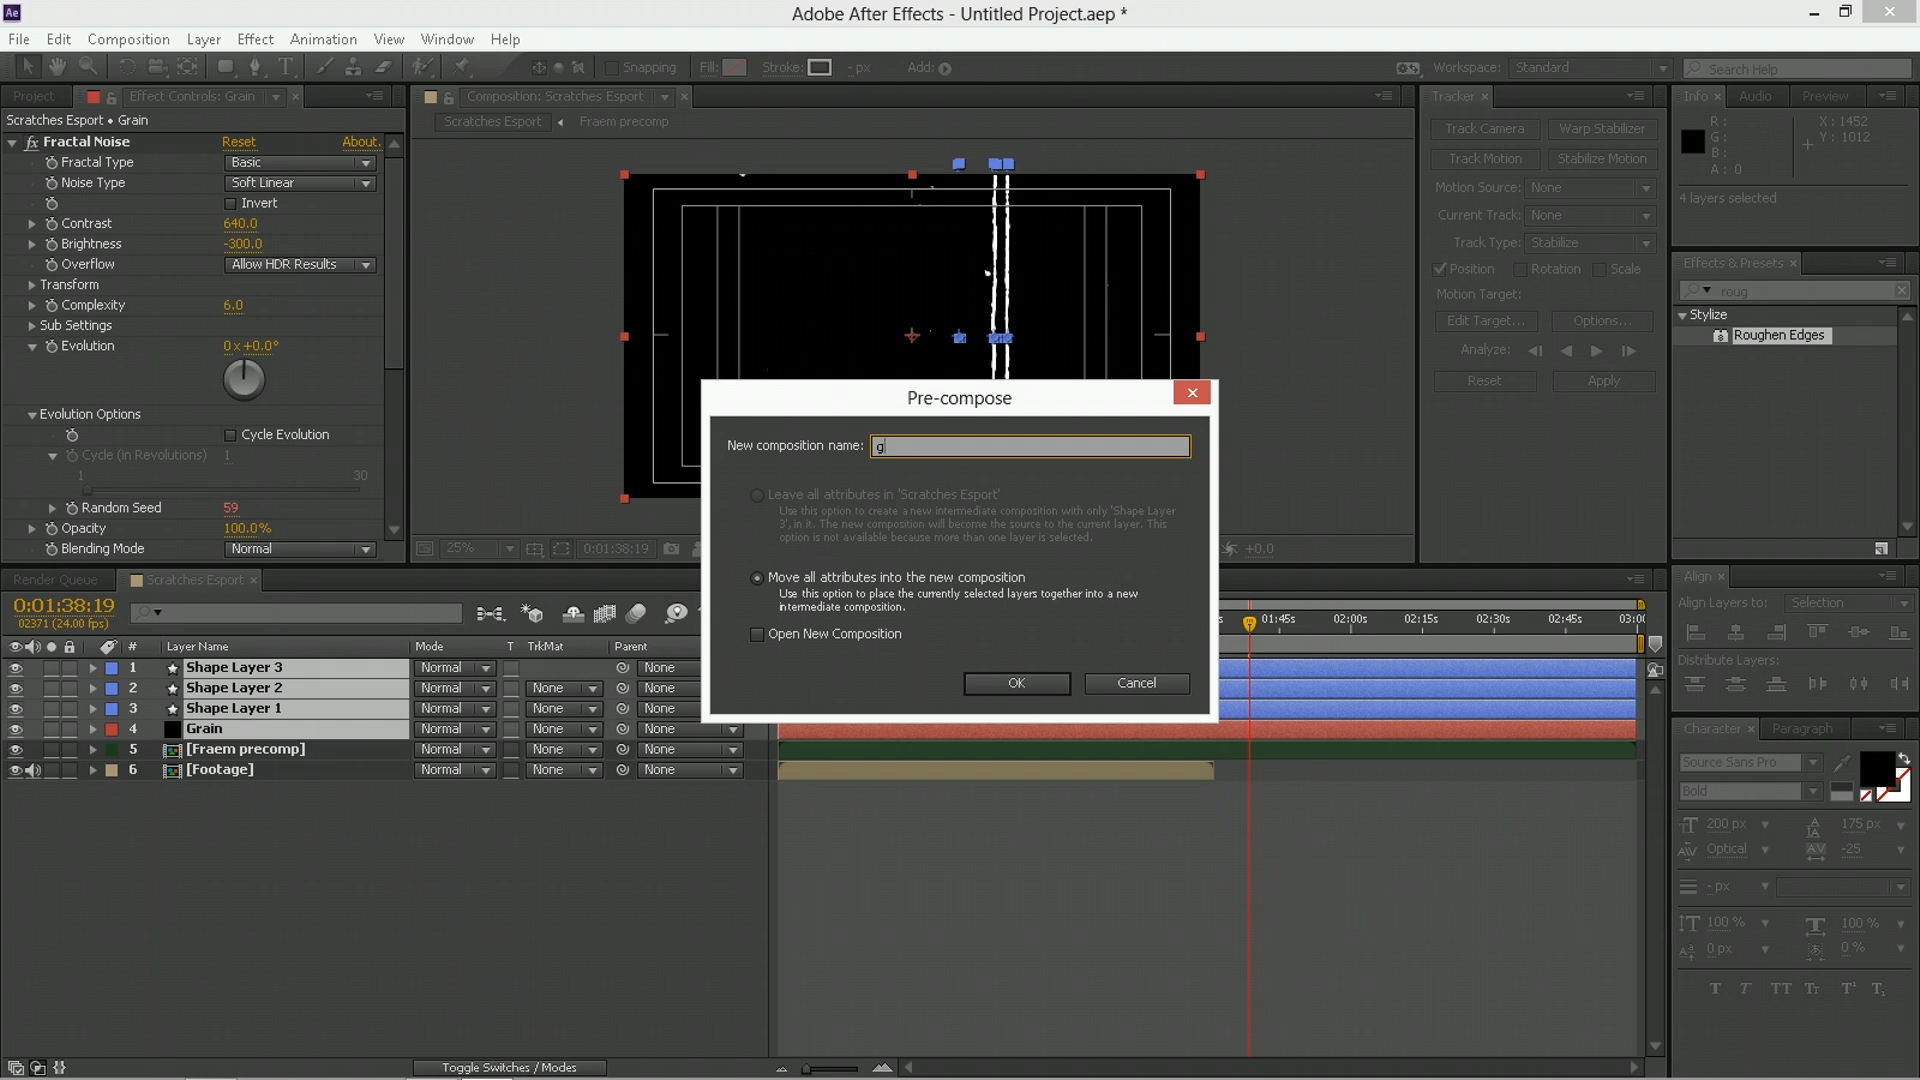 Ae
Adobe After Effects - Untitled Project.aep *
File Edit Composition Layer Effect Animation View Window Help
Snapping Fill: Stroke: - px Add: Workspace: Standard Search Help
Project Effect Controls: Grain Composition: Scratches Esport Tracker Info Audio Preview
Scratches Esport • Grain
Scratches Esport Fraem precomp
fx Fractal Noise Reset About.
Fractal Type Basic
Noise Type Soft Linear
Invert
Contrast 640.0
Brightness -300.0
Overflow Allow HDR Results
Transform
Complexity 6.0
Sub Settings
Evolution 0x+0.0°
Evolution Options
Cycle Evolution
Cycle (in Revolutions) 1
1 30
Random Seed 59
Opacity 100.0%
Blending Mode Normal
25% 0:01:38:19 +0.0
Track Camera Warp Stabilizer
Track Motion Stabilize Motion
Motion Source: None
Current Track: None
Track Type: Stabilize
Position Rotation Scale
Motion Target:
Edit Target... Options...
Analyze:
Reset Apply
R : X : 1452
G : Y : 1012
B :
A : 0
4 layers selected
Effects & Presets
roug
Stylize
Roughen Edges
Pre-compose
New composition name: g
Leave all attributes in 'Scratches Esport'
Use this option to create a new intermediate composition with only 'Shape Layer
3', in it. The new composition will become the source to the current layer. This
option is not available because more than one layer is selected.
Move all attributes into the new composition
Use this option to place the currently selected layers together into a new
intermediate composition.
Open New Composition
OK Cancel
Render Queue Scratches Esport
0:01:38:19
02371 (24.00 fps)
# Layer Name Mode T TrkMat Parent
1 Shape Layer 3 Normal None
2 Shape Layer 2 Normal None None
3 Shape Layer 1 Normal None None
4 Grain Normal None None
5 [Fraem precomp] Normal None None
6 [Footage] Normal None None
s 01:45s 02:00s 02:15s 02:30s 02:45s 03:00
Toggle Switches / Modes
Align
Align Layers to: Selection
Distribute Layers:
Character Paragraph
Source Sans Pro
Bold
200 px 175 px
Optical -25
- px
100 % 100 %
0 px 0 %
T T TT Tт T¹ T₁